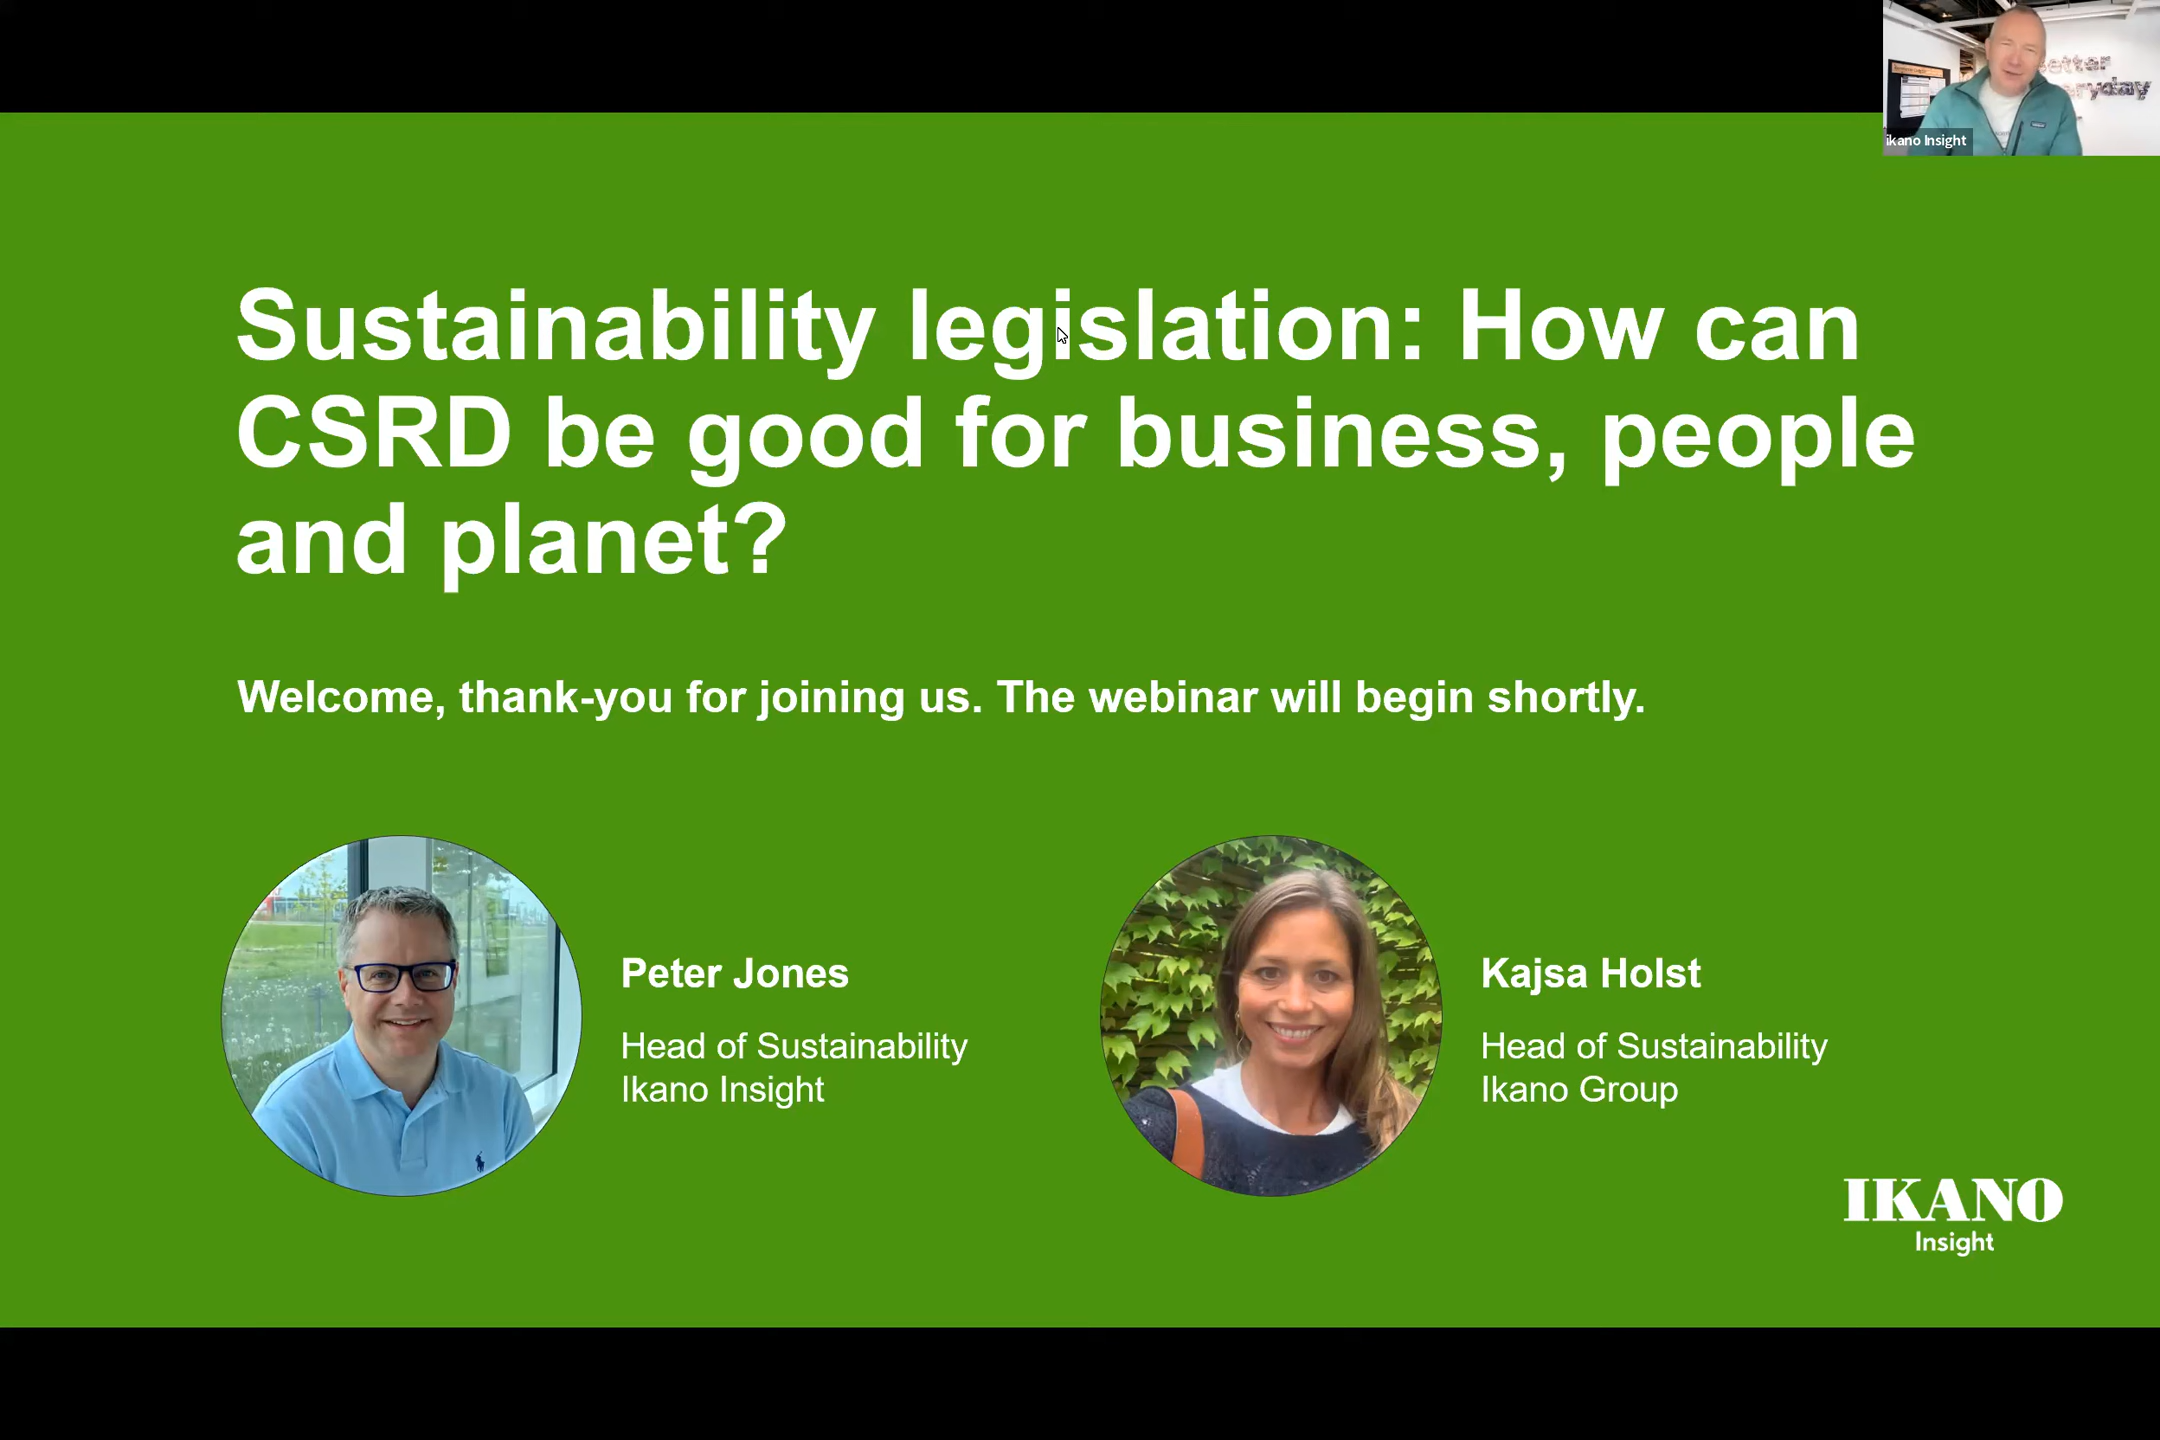 etter
eryday
ikano Insight
Sustainability legislation: How can
CSRD be good for business, people
and planet?
Welcome, thank-you for joining us. The webinar will begin shortly.
Peter Jones
Head of Sustainability
Ikano Insight
Kajsa Holst
Head of Sustainability
Ikano Group
IKANO
Insight